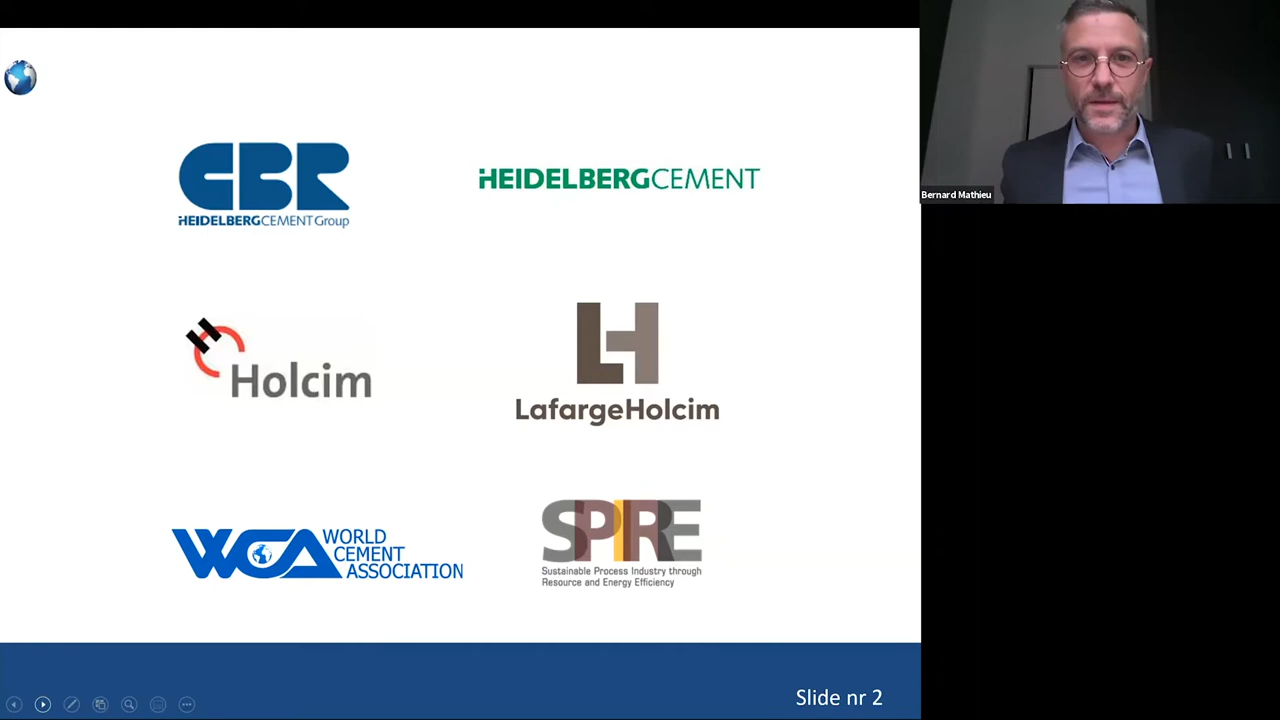 CBR
HEIDELBERGCEMENT Group
HEIDELBERGCEMENT
Holcim
LH
LafargeHolcim
WCA WORLD
CEMENT
ASSOCIATION
SPIRE
Sustainable Process Industry through
Resource and Energy Efficiency
Slide nr 2
Bernard Mathieu